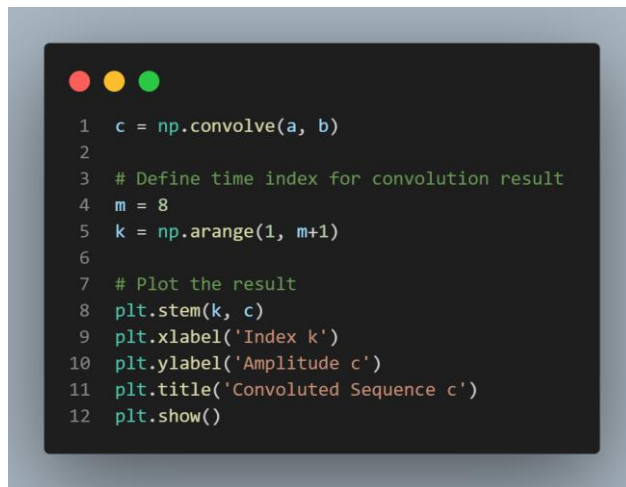 1 c = np.convolve(a, b)
2
3 # Define time index for convolution result
4 m = 8
5 k = np.arange(1, m+1)
6
7 # Plot the result
8 plt.stem(k, c)
9 plt.xlabel('Index k')
10 plt.ylabel('Amplitude c')
11 plt.title('Convoluted Sequence c')
12 plt.show()